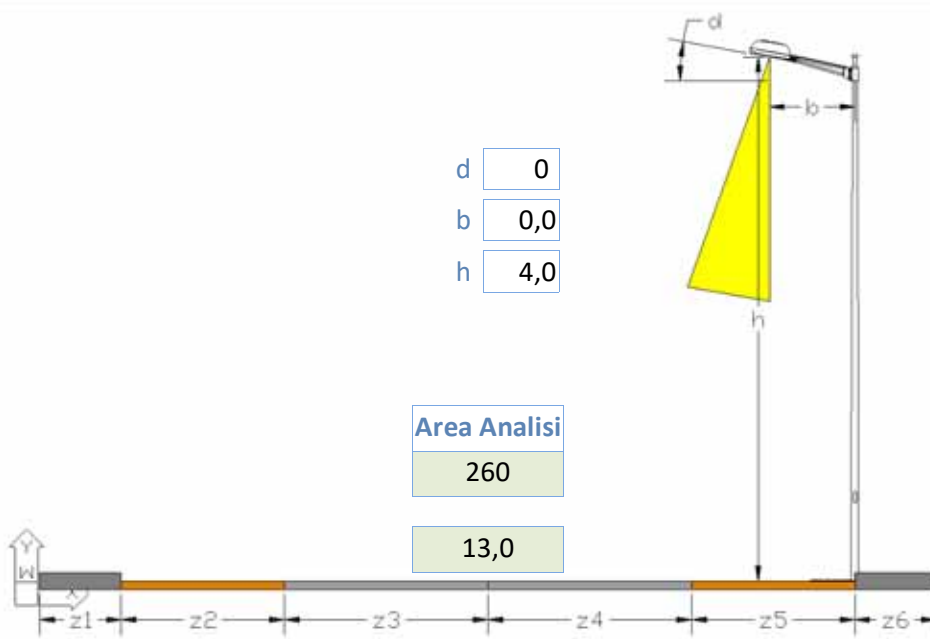 d
d 0
b
b 0,0
h 4,0
h
Area Analisi
260
13,0
Y
W
X
z1 z2 z3 z4 z5 z6